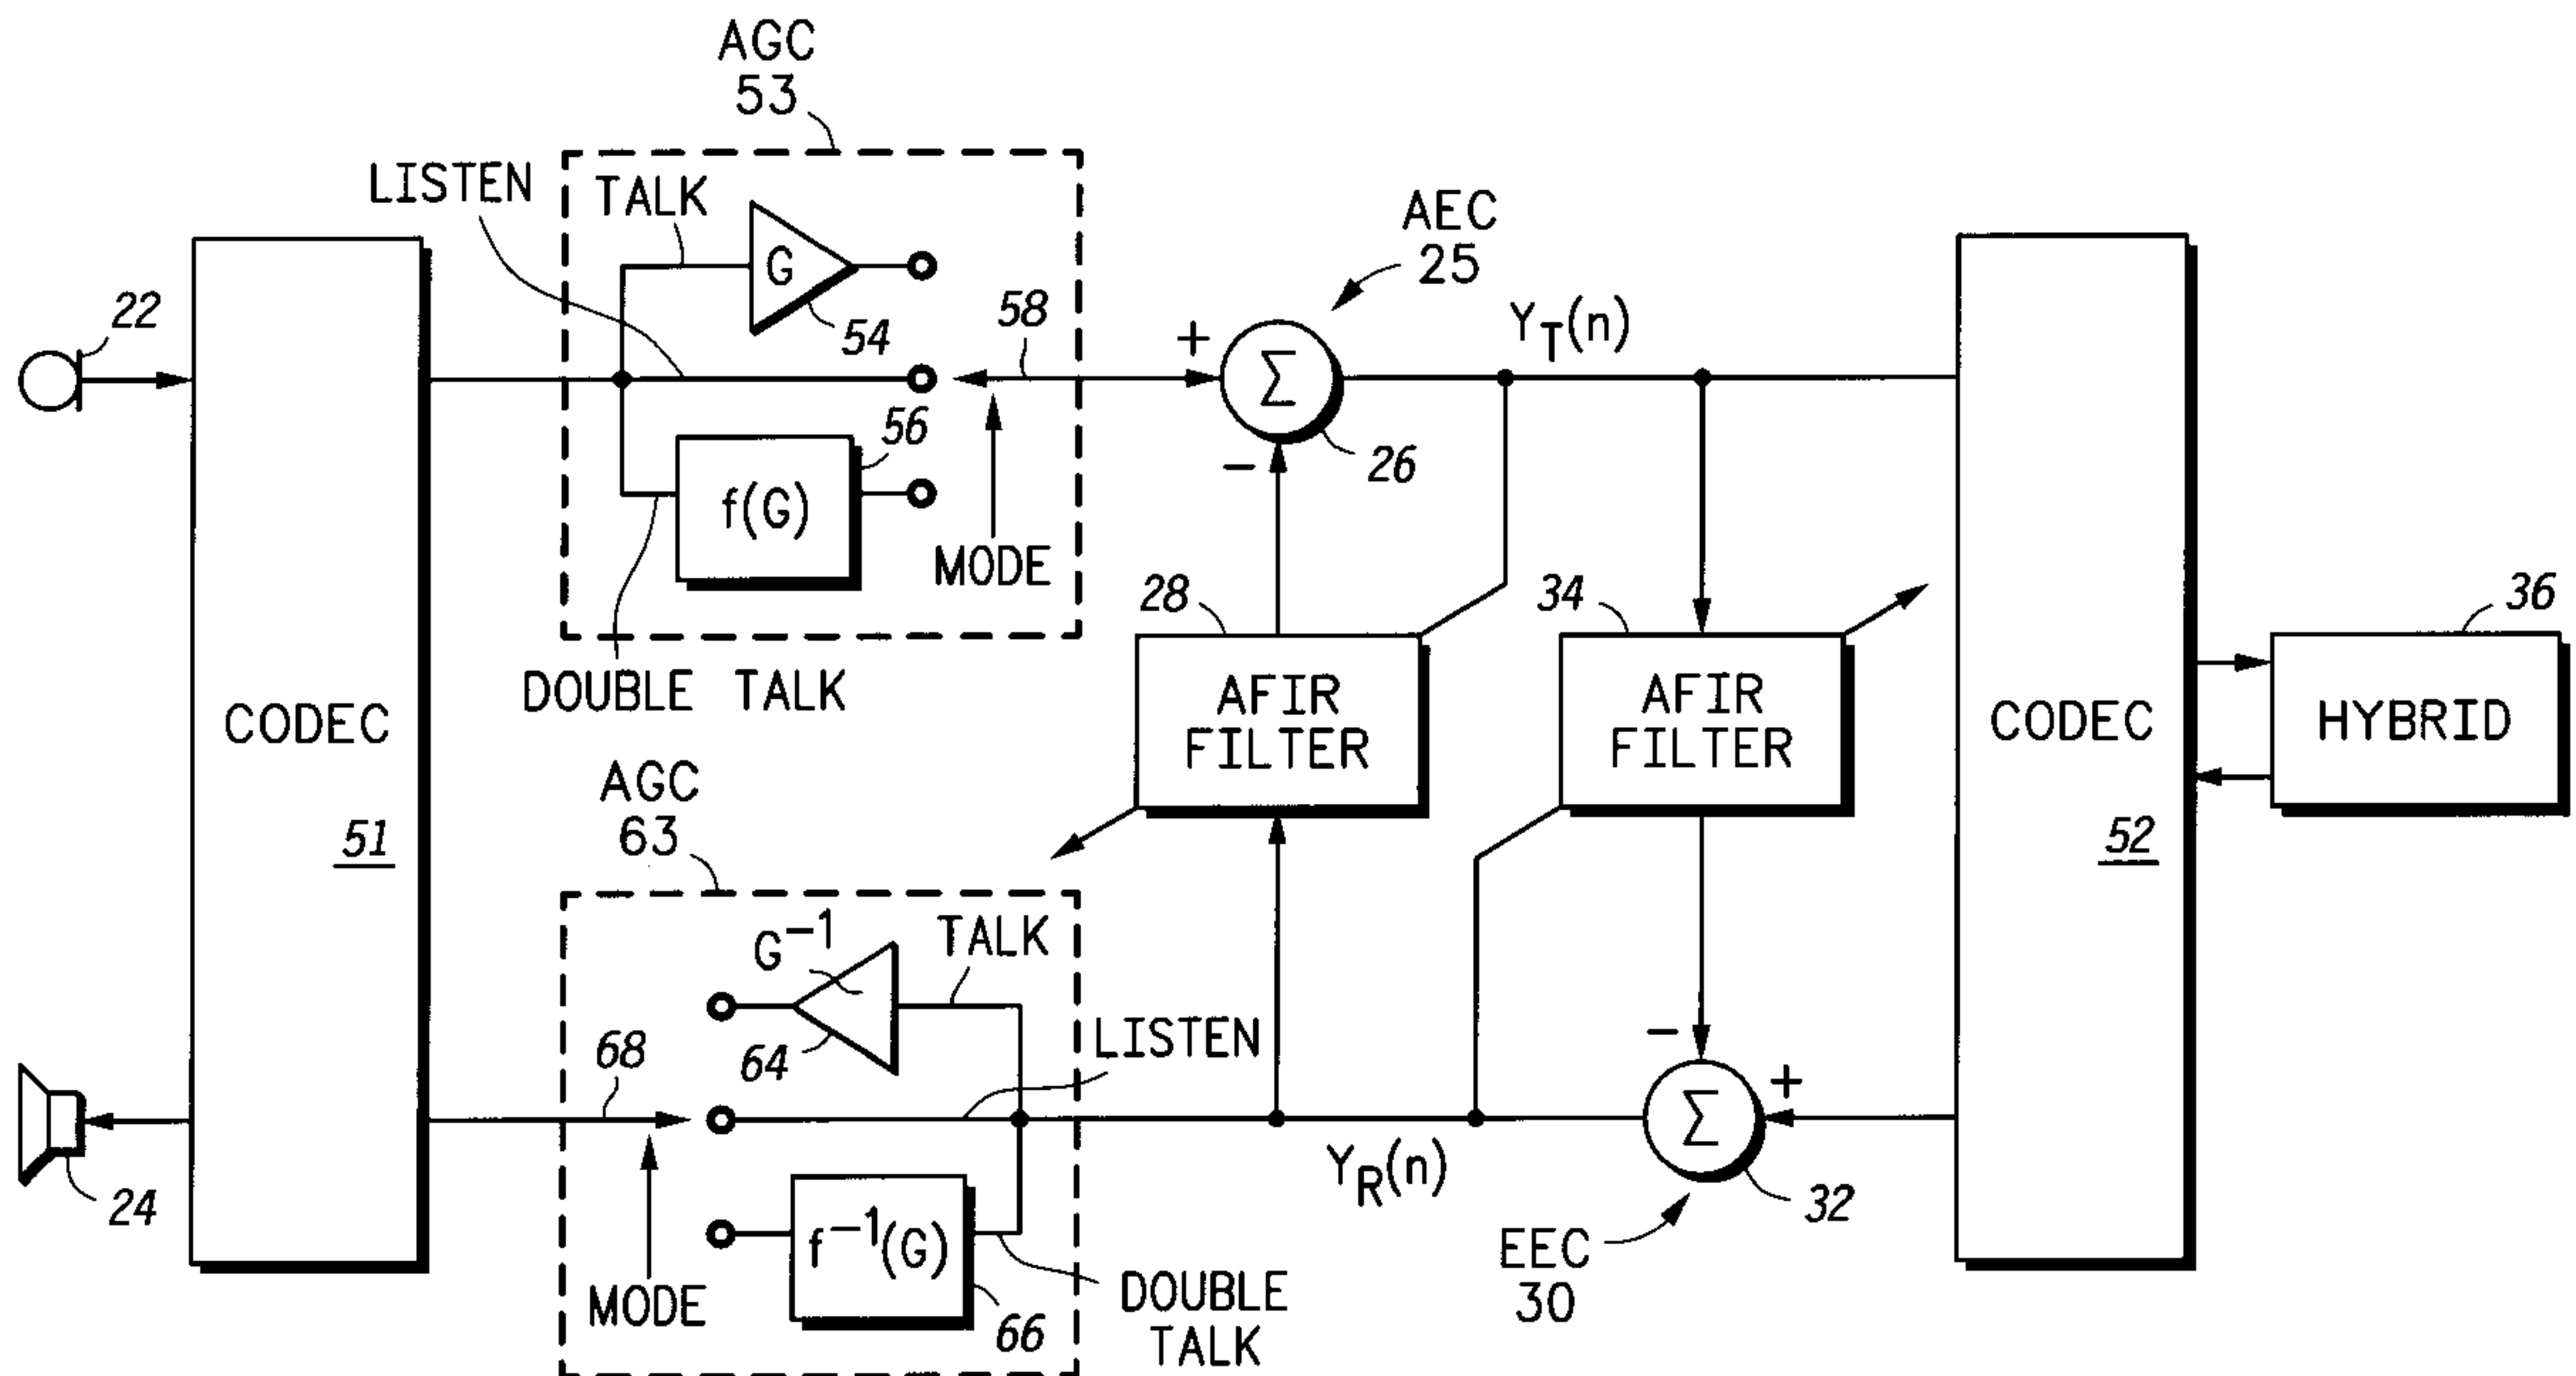 AGC
53
LISTEN
TALK
G
54
58
22
AEC
25
+
Σ
26
−
Y_T(n)
56
f(G)
MODE
DOUBLE TALK
CODEC
51
28
AFIR
FILTER
34
AFIR
FILTER
CODEC
52
36
HYBRID
AGC
63
G⁻¹
TALK
64
LISTEN
68
24
MODE
f⁻¹(G)
66
DOUBLE
TALK
Y_R(n)
−
+
Σ
32
EEC
30